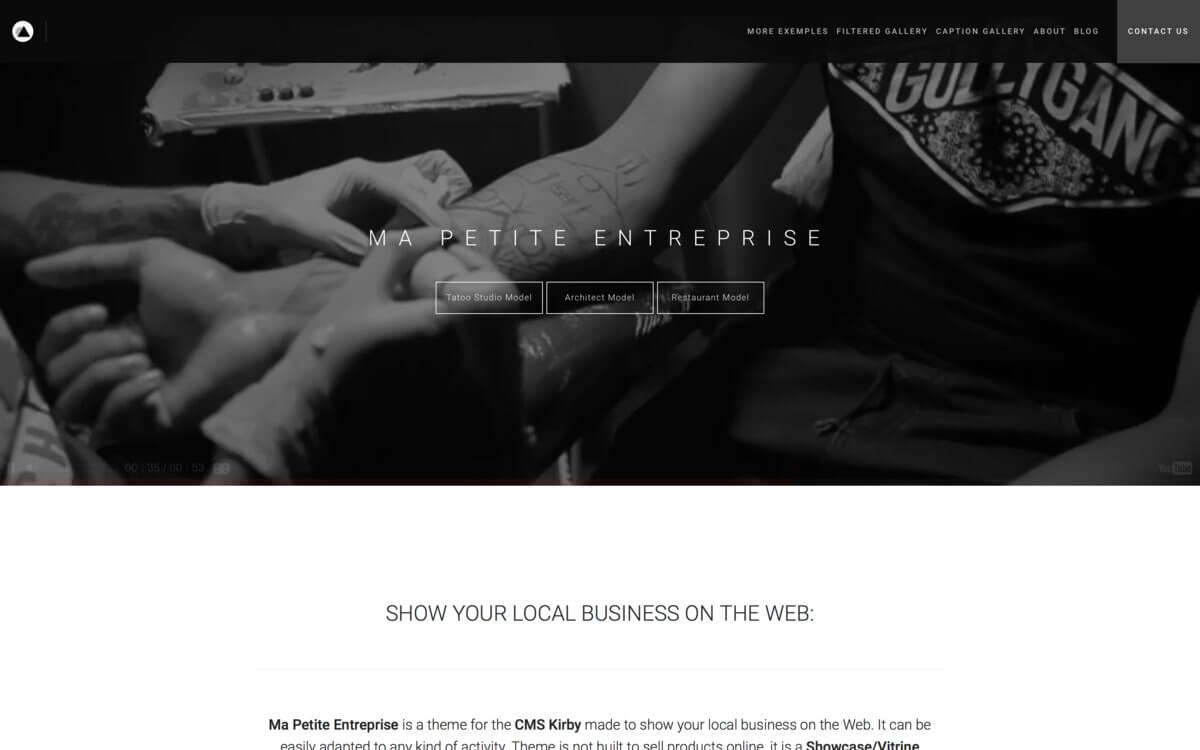 MORE EXEMPLES FILTERED GALLERY CAPTION GALLERY ABOUT BLOG CONTACT US
GULLYGANG
MA PETITE ENTREPRISE
Tatoo Studio Model Architect Model Restaurant Model
00 : 35 / 00 : 53
YouTube
SHOW YOUR LOCAL BUSINESS ON THE WEB:
Ma Petite Entreprise is a theme for the CMS Kirby made to show your local business on the Web. It can be
easily adapted to any kind of activity. Theme is not built to sell products online, it is a Showcase/Vitrine